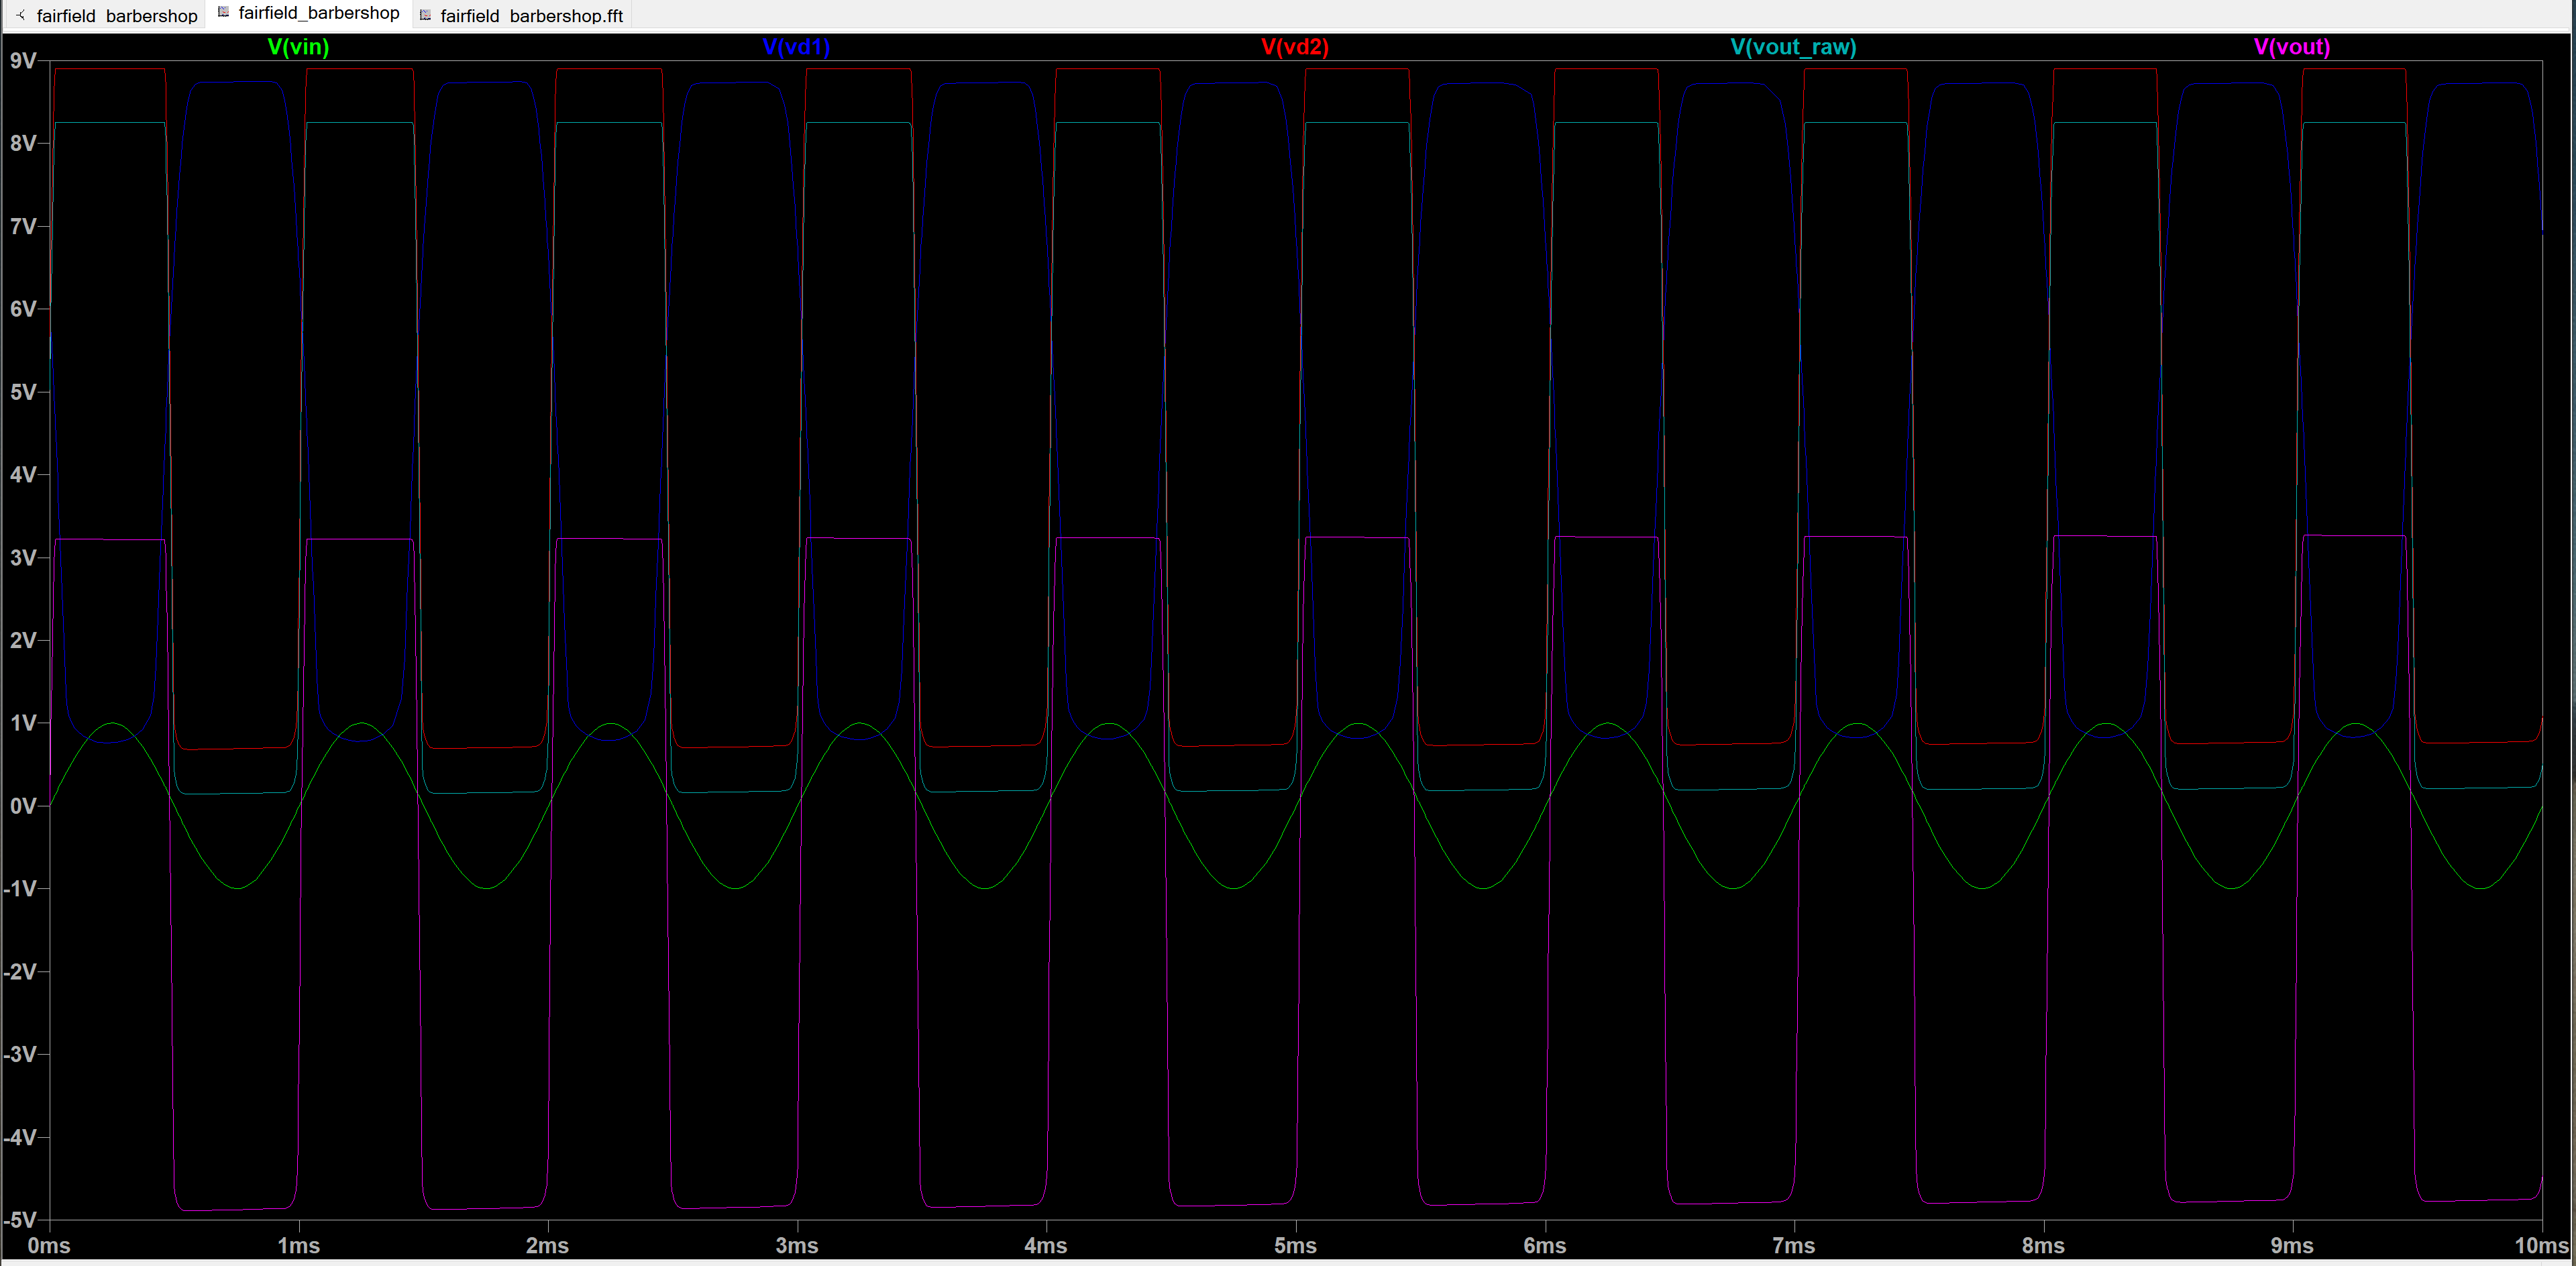 fairfield_barbershop fairfield_barbershop fairfield_barbershop.fft
V(vin) V(vd1) V(vd2) V(vout_raw) V(vout)
9V
8V
7V
6V
5V
4V
3V
2V
1V
0V
-1V
-2V
-3V
-4V
-5V
0ms 1ms 2ms 3ms 4ms 5ms 6ms 7ms 8ms 9ms 10ms